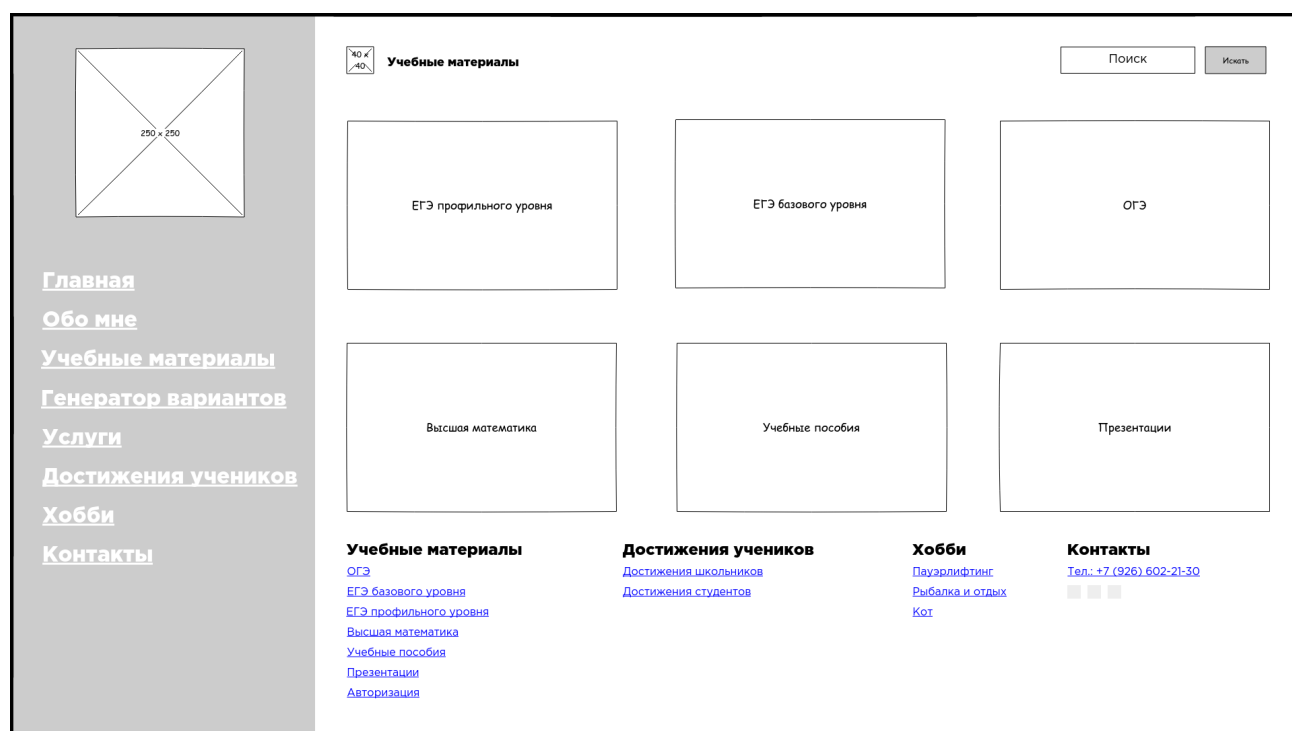 250 x 250
Главная
Обо мне
Учебные материалы
Генератор вариантов
Услуги
Достижения учеников
Хобби
Контакты
40 x
40
Учебные материалы
Поиск
Искать
ЕГЭ профильного уровня
ЕГЭ базового уровня
ОГЭ
Высшая математика
Учебные пособия
Презентации
Учебные материалы
ОГЭ
ЕГЭ базового уровня
ЕГЭ профильного уровня
Высшая математика
Учебные пособия
Презентации
Авторизация
Достижения учеников
Достижения школьников
Достижения студентов
Хобби
Пауэрлифтинг
Рыбалка и отдых
Кот
Контакты
Тел.: +7 (926) 602-21-30